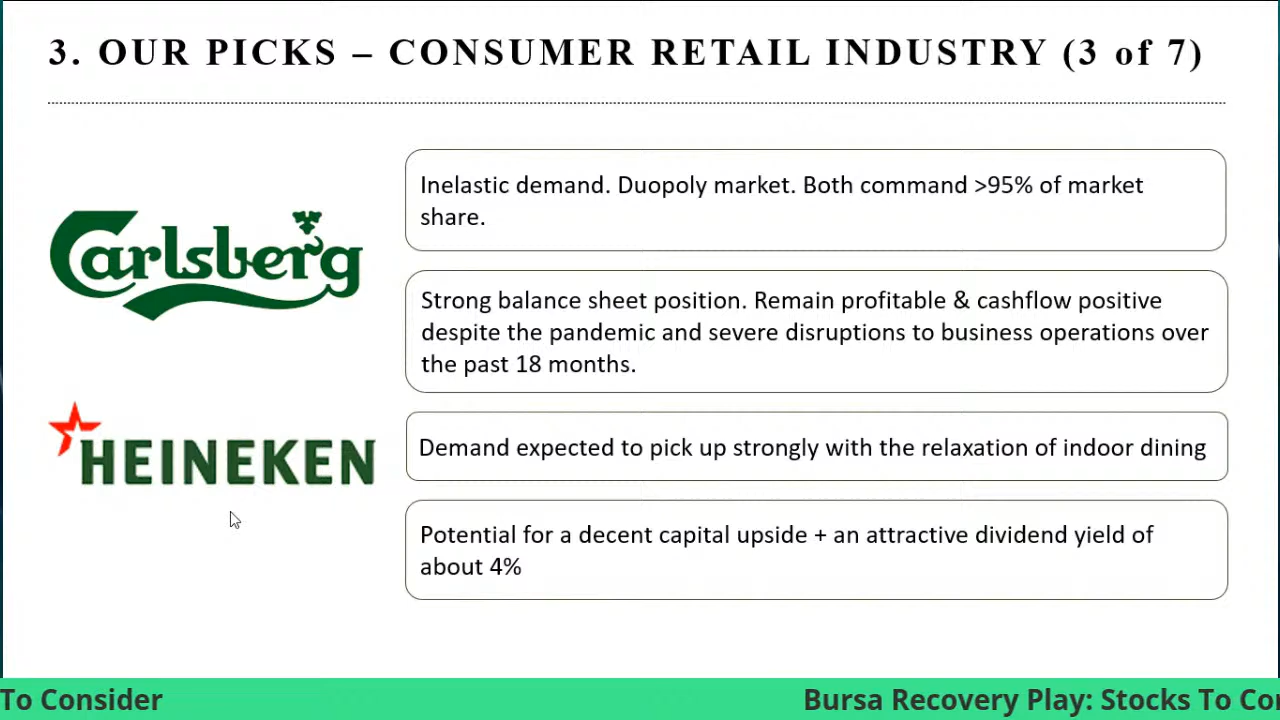 3. OUR PICKS – CONSUMER RETAIL INDUSTRY (3 of 7)
Carlsberg
Inelastic demand. Duopoly market. Both command >95% of market
share.
Strong balance sheet position. Remain profitable & cashflow positive
despite the pandemic and severe disruptions to business operations over
the past 18 months.
HEINEKEN
Demand expected to pick up strongly with the relaxation of indoor dining
Potential for a decent capital upside + an attractive dividend yield of
about 4%
To Consider
Bursa Recovery Play: Stocks To Con